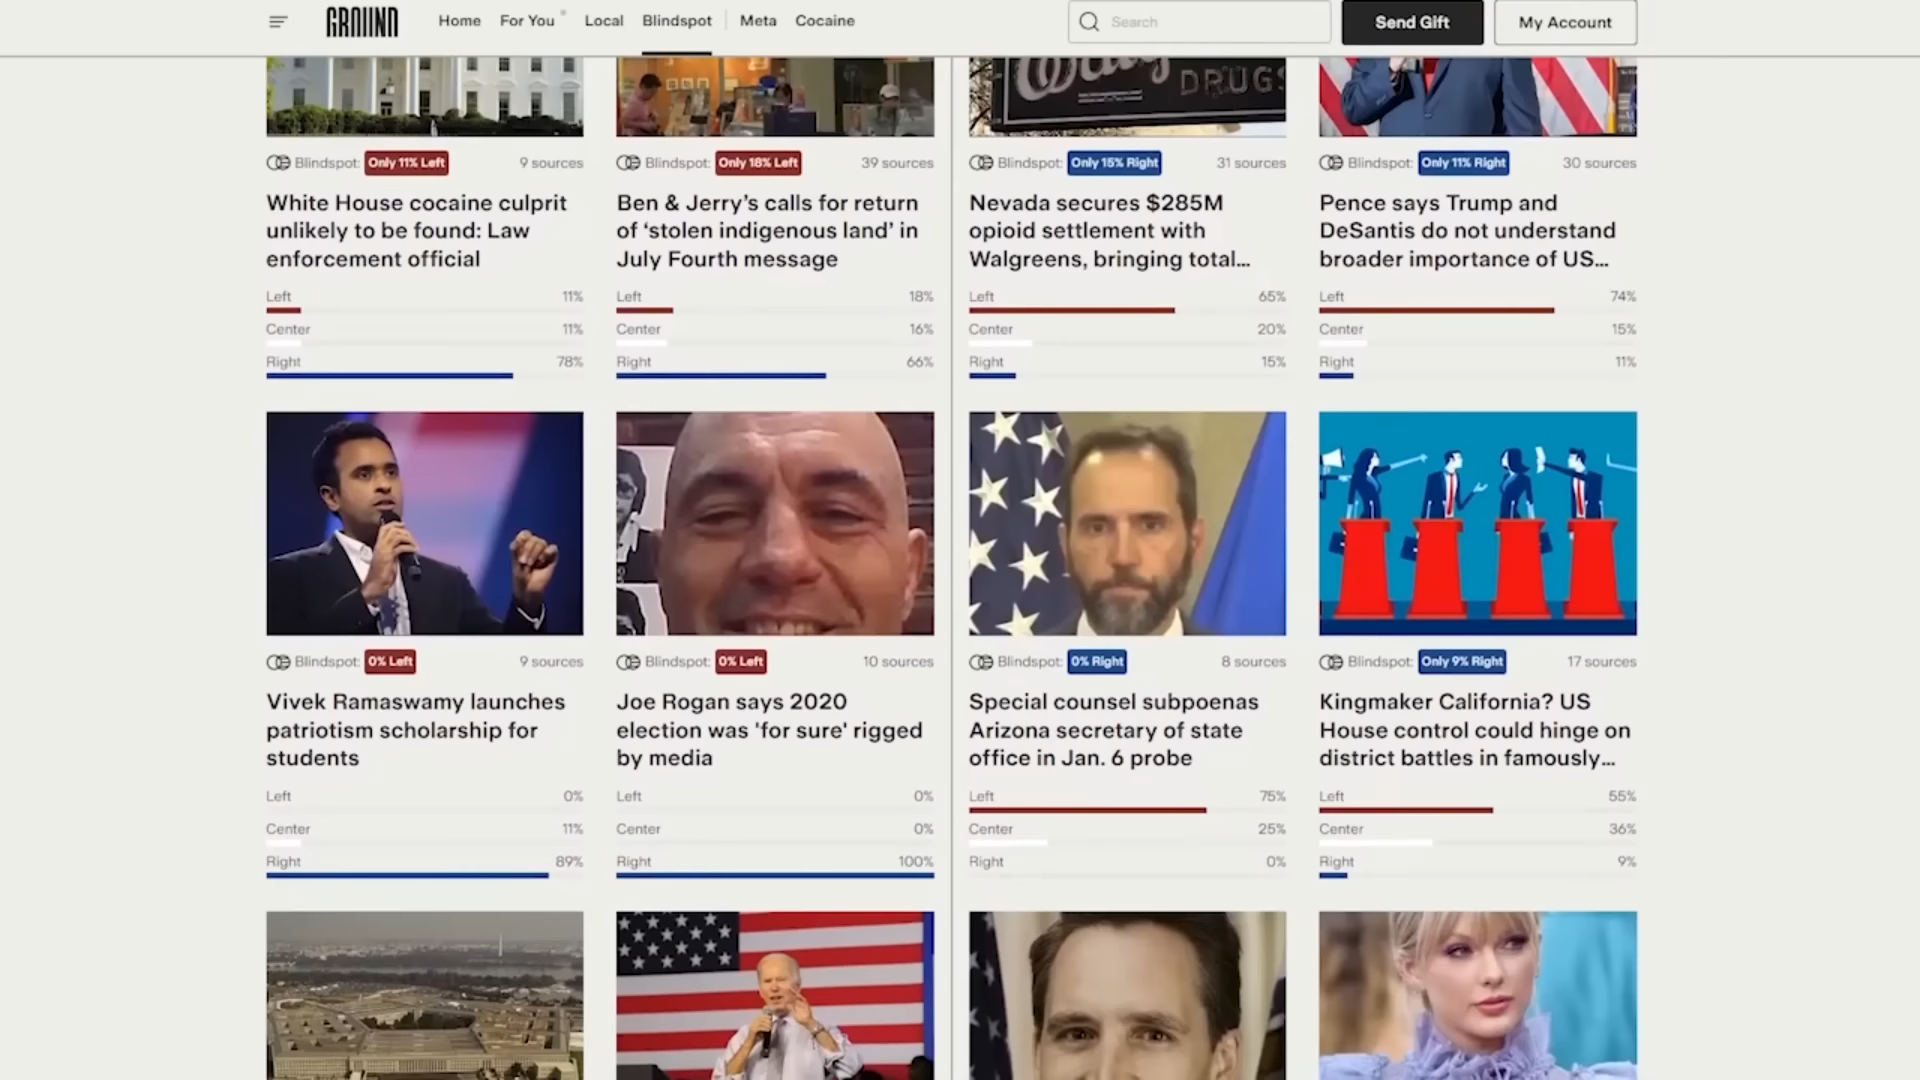 GROUND
Home
For You
Local
Blindspot
Meta
Cocaine
Search
Send Gift
My Account
DRUGS
Blindspot: Only 11% Left
9 sources
White House cocaine culprit
unlikely to be found: Law
enforcement official
Left 11%
Center 11%
Right 78%
Blindspot: Only 18% Left
39 sources
Ben & Jerry’s calls for return
of ‘stolen indigenous land’ in
July Fourth message
Left 18%
Center 16%
Right 66%
Blindspot: Only 15% Right
31 sources
Nevada secures $285M
opioid settlement with
Walgreens, bringing total...
Left 65%
Center 20%
Right 15%
Blindspot: Only 11% Right
30 sources
Pence says Trump and
DeSantis do not understand
broader importance of US...
Left 74%
Center 15%
Right 11%
Blindspot: 0% Left
9 sources
Vivek Ramaswamy launches
patriotism scholarship for
students
Left 0%
Center 11%
Right 89%
Blindspot: 0% Left
10 sources
Joe Rogan says 2020
election was 'for sure' rigged
by media
Left 0%
Center 0%
Right 100%
Blindspot: 0% Right
8 sources
Special counsel subpoenas
Arizona secretary of state
office in Jan. 6 probe
Left 75%
Center 25%
Right 0%
Blindspot: Only 9% Right
17 sources
Kingmaker California? US
House control could hinge on
district battles in famously...
Left 55%
Center 36%
Right 9%